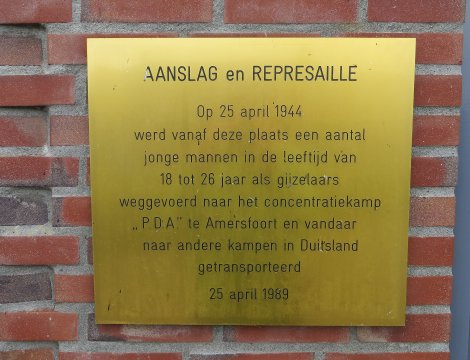 AANSLAG en REPRESAILLE
Op 25 april 1944
werd vanaf deze plaats een aantal
jonge mannen in de leeftijd van
18 tot 26 jaar als gijzelaars
weggevoerd naar het concentratiekamp
„P.D.A.” te Amersfoort en vandaar
naar andere kampen in Duitsland
getransporteerd
25 april 1989